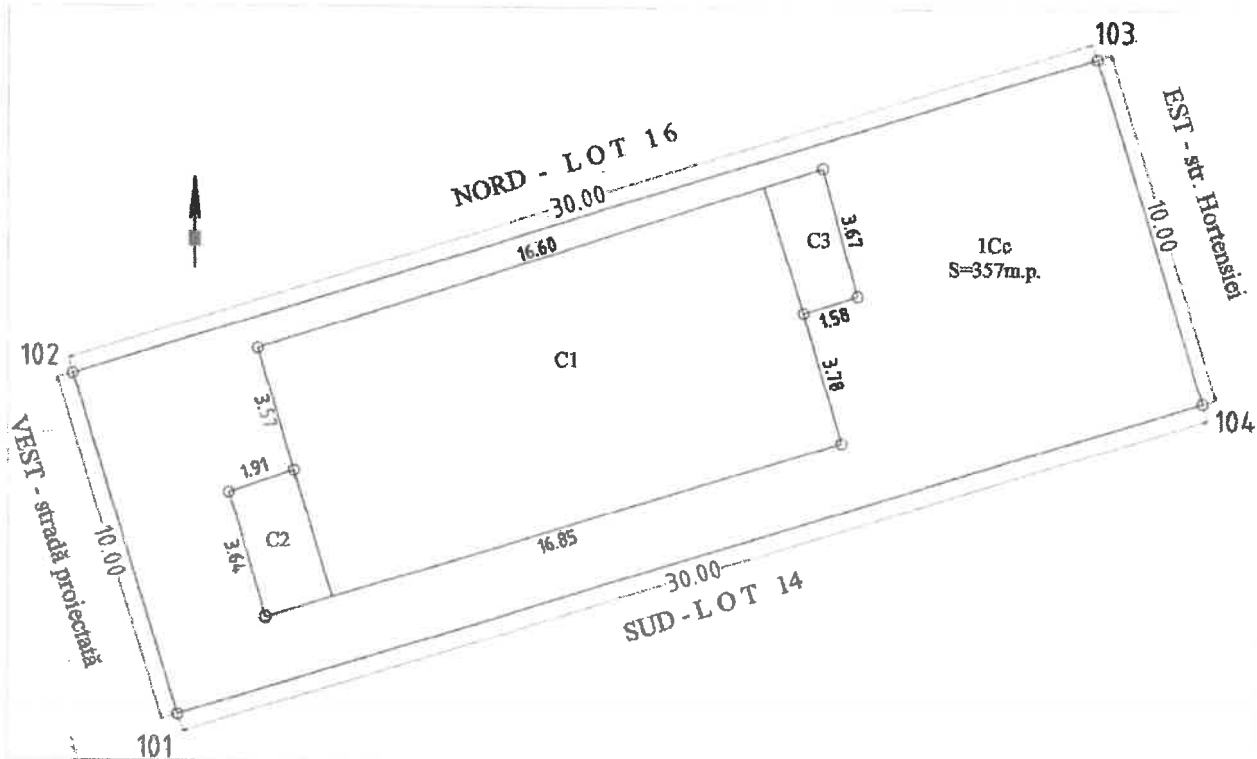 103
NORD - LOT 16
30.00
EST - str. Hortensiei
10.00
16.60
C3
3.67
1Cc
S=357m.p.
1.58
102
C1
3.57
3.78
104
VEST - stradă proiectată
10.00
1.91
C2
3.64
16.85
30.00
SUD - LOT 14
101